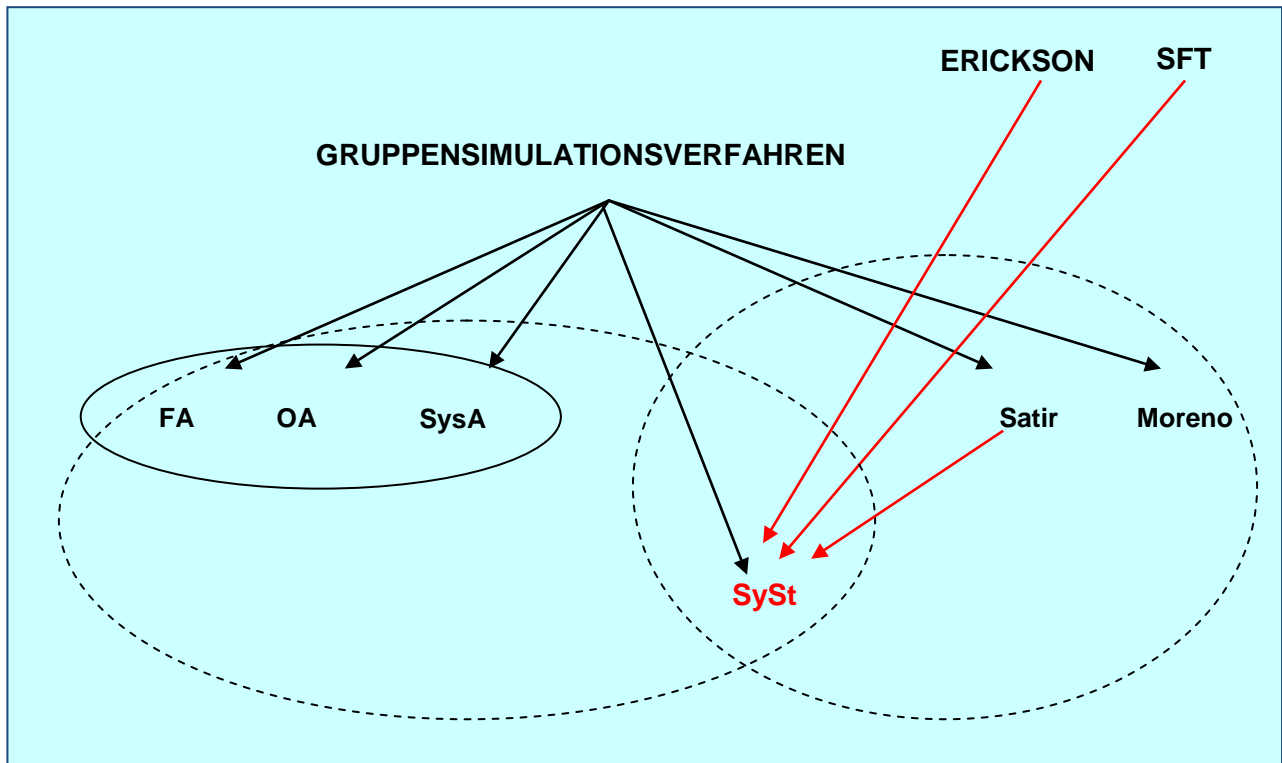 ERICKSON SFT
GRUPPENSIMULATIONSVERFAHREN
FA OA SysA Satir Moreno
SySt